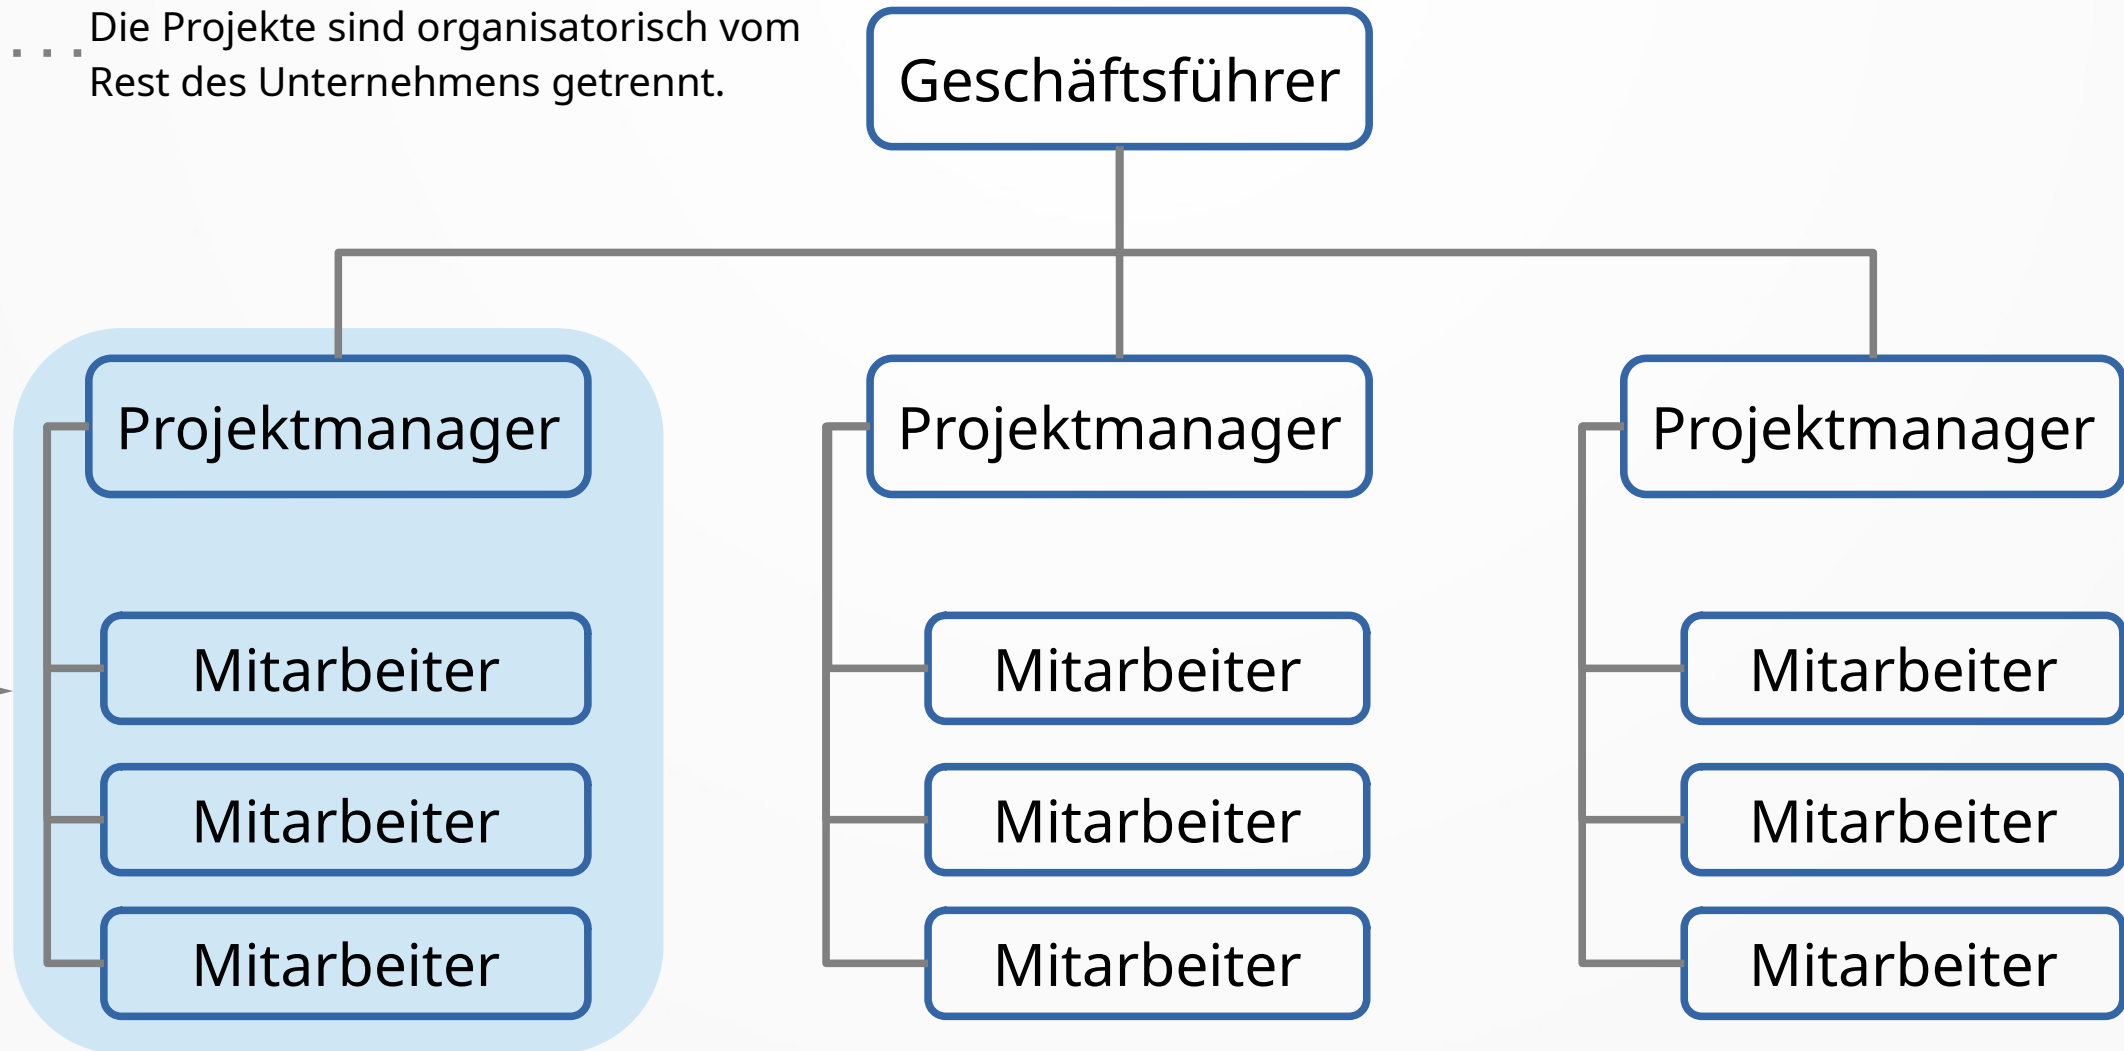 Die Projekte sind organisatorisch vom
Rest des Unternehmens getrennt.
Geschäftsführer
Projektmanager
Projektmanager
Projektmanager
Mitarbeiter
Mitarbeiter
Mitarbeiter
Mitarbeiter
Mitarbeiter
Mitarbeiter
Mitarbeiter
Mitarbeiter
Mitarbeiter